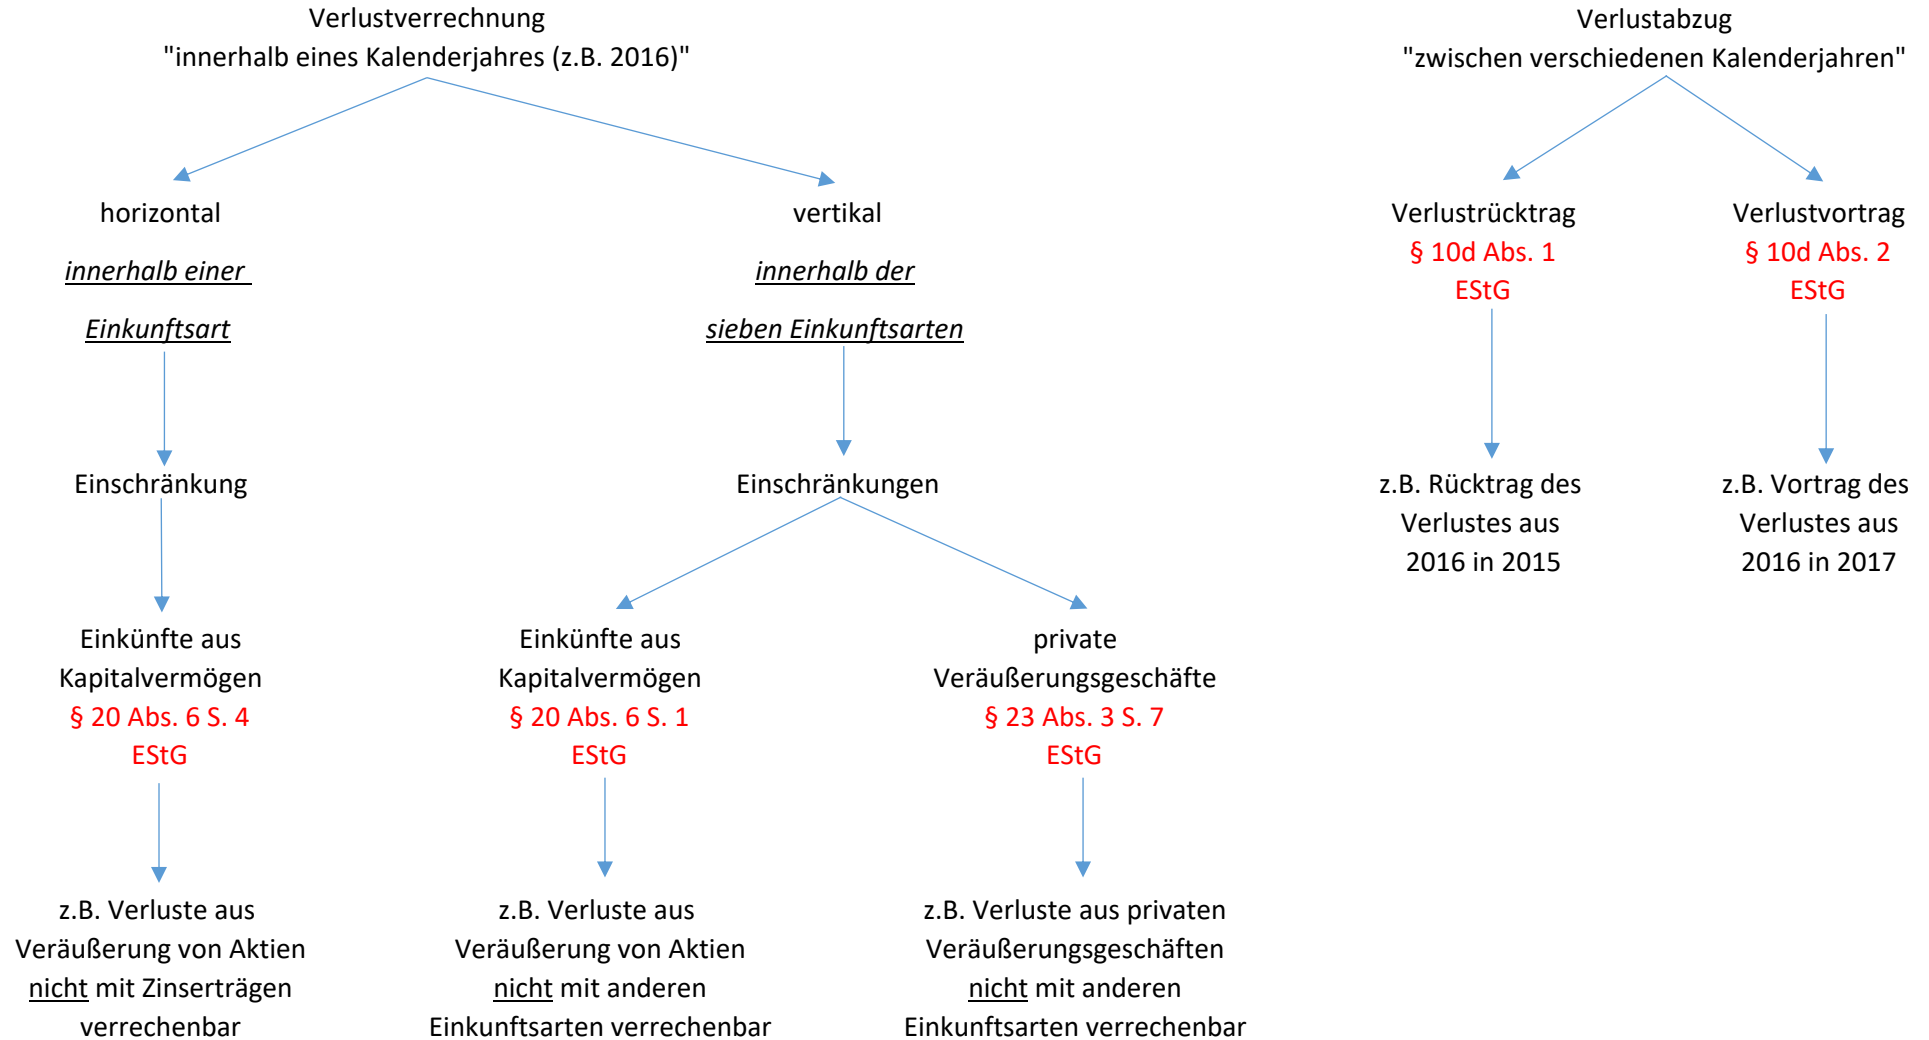 Verlustverrechnung
"innerhalb eines Kalenderjahres (z.B. 2016)"
horizontal
innerhalb einer
Einkunftsart
Einschränkung
Einkünfte aus
Kapitalvermögen
§ 20 Abs. 6 S. 4
EStG
z.B. Verluste aus
Veräußerung von Aktien
nicht mit Zinserträgen
verrechenbar
vertikal
innerhalb der
sieben Einkunftsarten
Einschränkungen
Einkünfte aus
Kapitalvermögen
§ 20 Abs. 6 S. 1
EStG
z.B. Verluste aus
Veräußerung von Aktien
nicht mit anderen
Einkunftsarten verrechenbar
private
Veräußerungsgeschäfte
§ 23 Abs. 3 S. 7
EStG
z.B. Verluste aus privaten
Veräußerungsgeschäften
nicht mit anderen
Einkunftsarten verrechenbar
Verlustabzug
"zwischen verschiedenen Kalenderjahren"
Verlustrücktrag
§ 10d Abs. 1
EStG
z.B. Rücktrag des
Verlustes aus
2016 in 2015
Verlustvortrag
§ 10d Abs. 2
EStG
z.B. Vortrag des
Verlustes aus
2016 in 2017